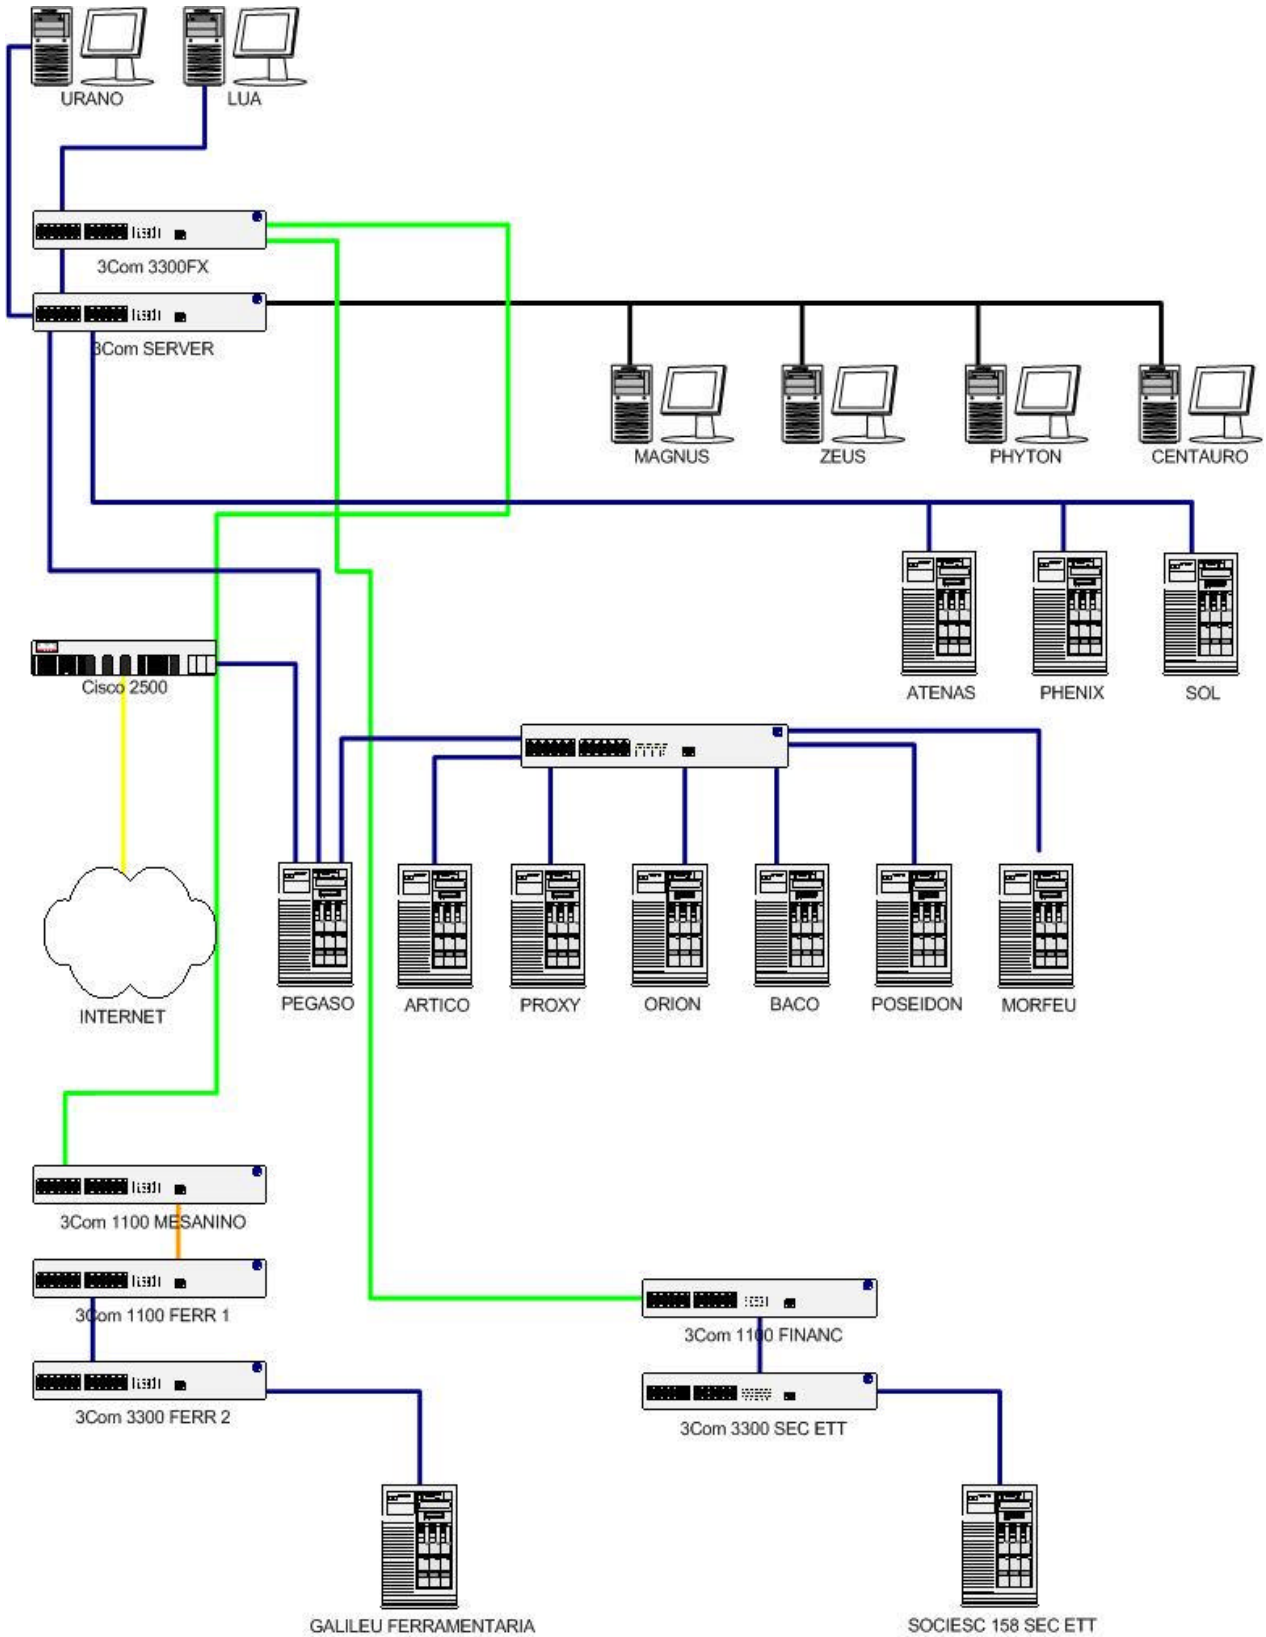 URANO
LUA
3Com 3300FX
3Com SERVER
MAGNUS
ZEUS
PHYTON
CENTAURO
ATENAS
PHENIX
SOL
Cisco 2500
INTERNET
PEGASO
ARTICO
PROXY
ORION
BACO
POSEIDON
MORFEU
3Com 1100 MESANINO
3Com 1100 FERR 1
3Com 1100 FINANC
3Com 3300 FERR 2
3Com 3300 SEC ETT
GALILEU FERRAMENTARIA
SOCIESC 158 SEC ETT